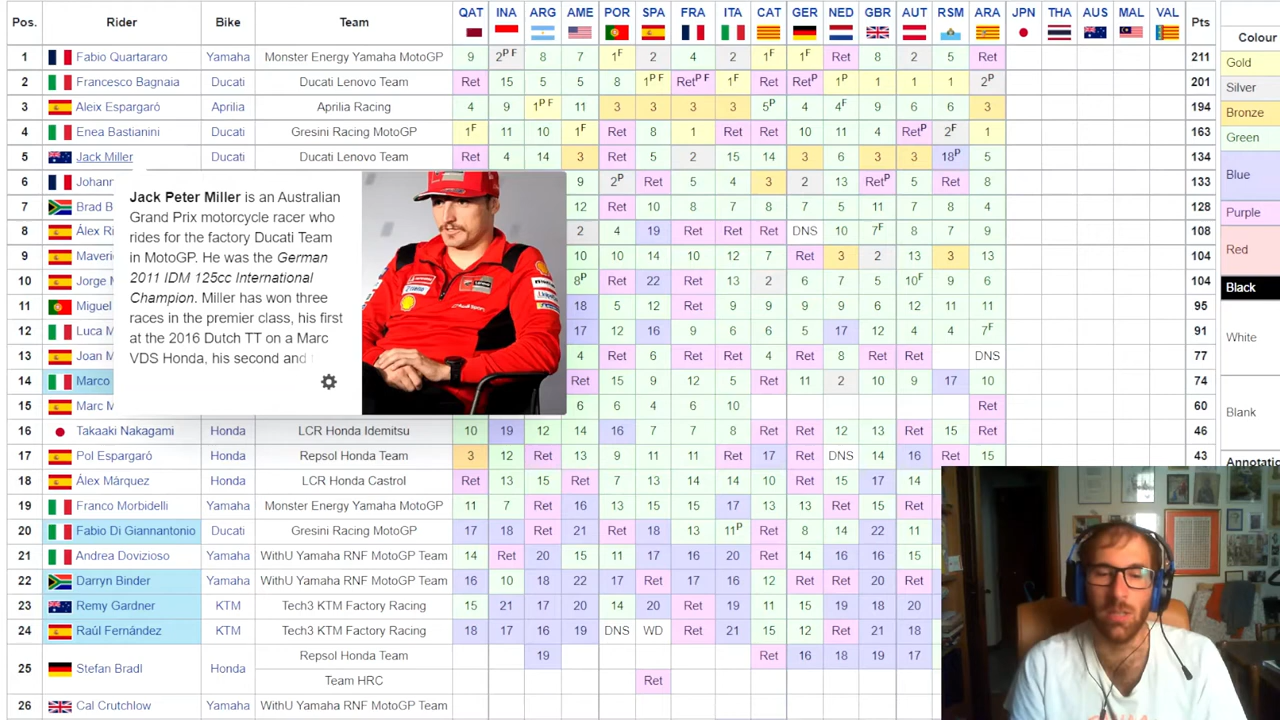 Pos. Rider Bike Team QAT INA ARG AME POR SPA FRA ITA CAT GER NED GBR AUT RSM ARA JPN THA AUS MAL VAL Pts
Colour
1 Fabio Quartararo Yamaha Monster Energy Yamaha MotoGP 9 2P F 8 7 1F 2 4 2 1F 1F Ret 8 2 5 Ret 211
Gold
2 Francesco Bagnaia Ducati Ducati Lenovo Team Ret 15 5 5 8 1P F RetP F 1F Ret RetP 1P 1 1 1 2P 201
Silver
3 Aleix Espargaró Aprilia Aprilia Racing 4 9 1P F 11 3 3 3 3 5P 4 4F 9 6 6 3 194
Bronze
4 Enea Bastianini Ducati Gresini Racing MotoGP 1F 11 10 1F Ret 8 1 Ret Ret 10 11 4 RetP 2F 1 163
Green
5 Jack Miller Ducati Ducati Lenovo Team Ret 4 14 3 Ret 5 2 15 14 3 6 3 3 18P 5 134
Blue
6 Johann 2P Ret 5 4 3 2 13 RetP 5 Ret 8 133
Jack Peter Miller is an Australian
Grand Prix motorcycle racer who
rides for the factory Ducati Team
in MotoGP. He was the German
2011 IDM 125cc International
Champion. Miller has won three
races in the premier class, his first
at the 2016 Dutch TT on a Marc
VDS Honda, his second and
7 Brad B 12 Ret 10 8 7 8 7 5 11 7 8 4 128
Purple
8 Álex Ri 2 4 19 Ret Ret Ret DNS 10 7F 8 7 9 108
Red
9 Maveri 10 10 14 10 12 7 Ret 3 2 13 3 13 104
10 Jorge 8P Ret 22 Ret 13 2 6 7 5 10F 9 6 104
Black
11 Miguel 18 5 12 Ret 9 9 6 12 11 11 95
12 Luca M 17 12 16 9 6 6 5 17 12 4 4 7F 91
White
13 Joan M 4 Ret 6 Ret Ret Ret Ret 8 Ret Ret DNS 77
14 Marco Ret 15 9 12 5 Ret 11 2 10 9 17 10 74
15 Marc M 6 6 4 6 10 Ret 60
Blank
16 Takaaki Nakagami Honda LCR Honda Idemitsu 10 19 12 14 16 7 7 8 Ret Ret 12 13 Ret 15 Ret 46
17 Pol Espargaró Honda Repsol Honda Team 3 12 Ret 13 9 11 11 Ret 17 Ret DNS 14 16 Ret 15 43
Annotatio
18 Álex Márquez Honda LCR Honda Castrol Ret 13 15 Ret 7 13 14 14 10 Ret 15 17 14
19 Franco Morbidelli Yamaha Monster Energy Yamaha MotoGP 11 7 Ret 16 13 15 15 17 13 13 Ret 15 Ret
20 Fabio Di Giannantonio Ducati Gresini Racing MotoGP 17 18 Ret 21 Ret 18 13 11P Ret 8 14 22 11
21 Andrea Dovizioso Yamaha WithU Yamaha RNF MotoGP Team 14 Ret 20 15 11 17 16 20 Ret 14 16 16 15
22 Darryn Binder Yamaha WithU Yamaha RNF MotoGP Team 16 10 18 22 17 Ret 17 16 12 Ret Ret 20 Ret
23 Remy Gardner KTM Tech3 KTM Factory Racing 15 21 17 20 14 20 Ret 19 11 15 19 18 20
24 Raúl Fernández KTM Tech3 KTM Factory Racing 18 17 16 19 DNS WD Ret 21 15 12 Ret 21 18
25 Stefan Bradl Honda Repsol Honda Team 19 Ret 16 18 19 17
Team HRC Ret
26 Cal Crutchlow Yamaha WithU Yamaha RNF MotoGP Team